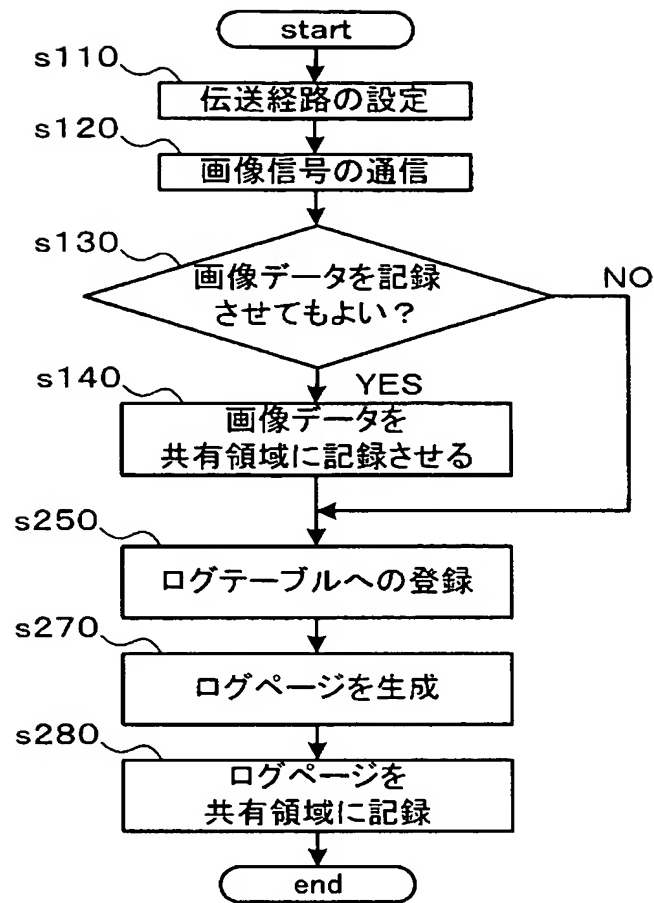 start
s110
伝送経路の設定
s120
画像信号の通信
s130
画像データを記録
させてもよい？
NO
YES
s140
画像データを
共有領域に記録させる
s250
ログテーブルへの登録
s270
ログページを生成
s280
ログページを
共有領域に記録
end